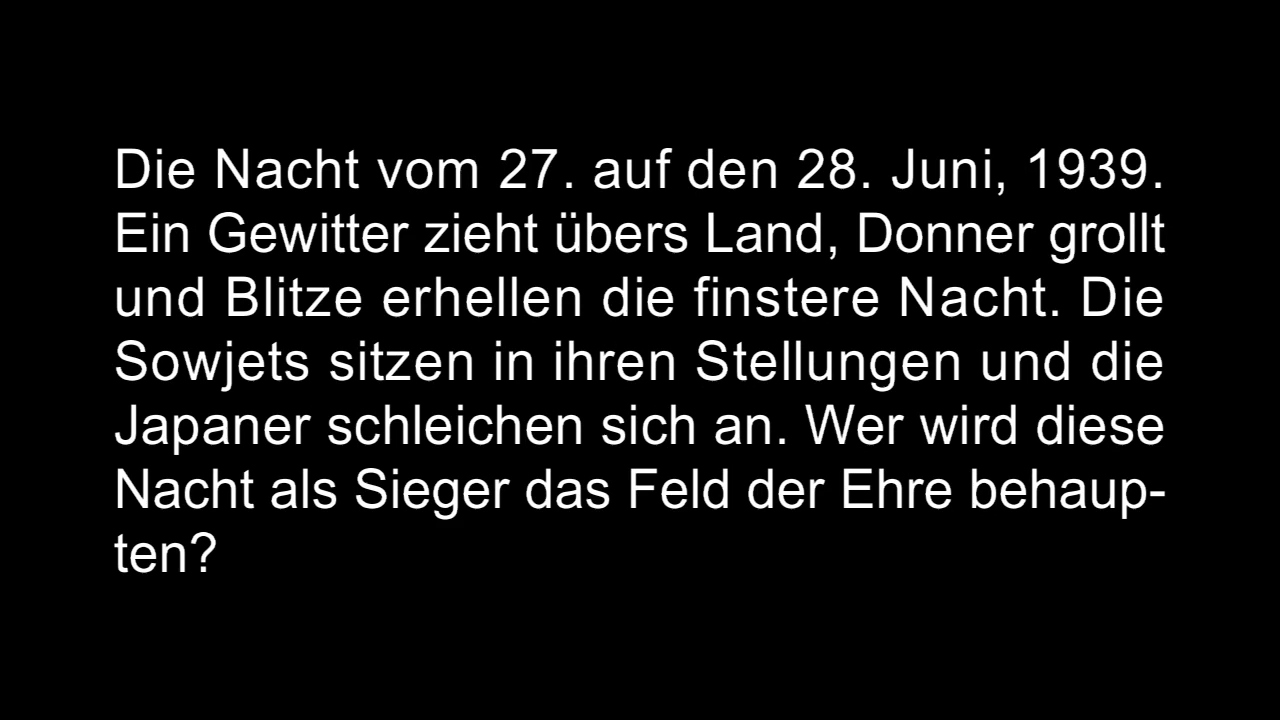 Die Nacht vom 27. auf den 28. Juni, 1939.
Ein Gewitter zieht übers Land, Donner grollt
und Blitze erhellen die finstere Nacht. Die
Sowjets sitzen in ihren Stellungen und die
Japaner schleichen sich an. Wer wird diese
Nacht als Sieger das Feld der Ehre behaup-
ten?